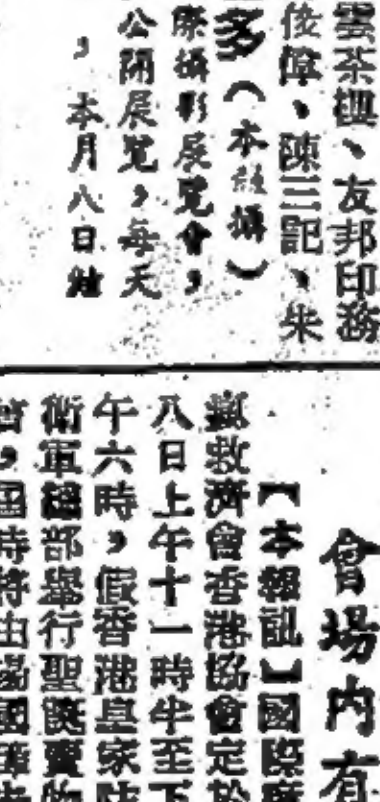 雲茶樓、友邦印務
俊偉、陳三記、朱
多（本報攝）
際攝影展覽會，
公開展覽，每天
，本月八日
會場內有
【本報訊】國際
救濟會香港協會定於
八日上午十一時半至下
午六時，假香港皇家陸
衛軍總部舉行聖誕賣物
會，屆時將由